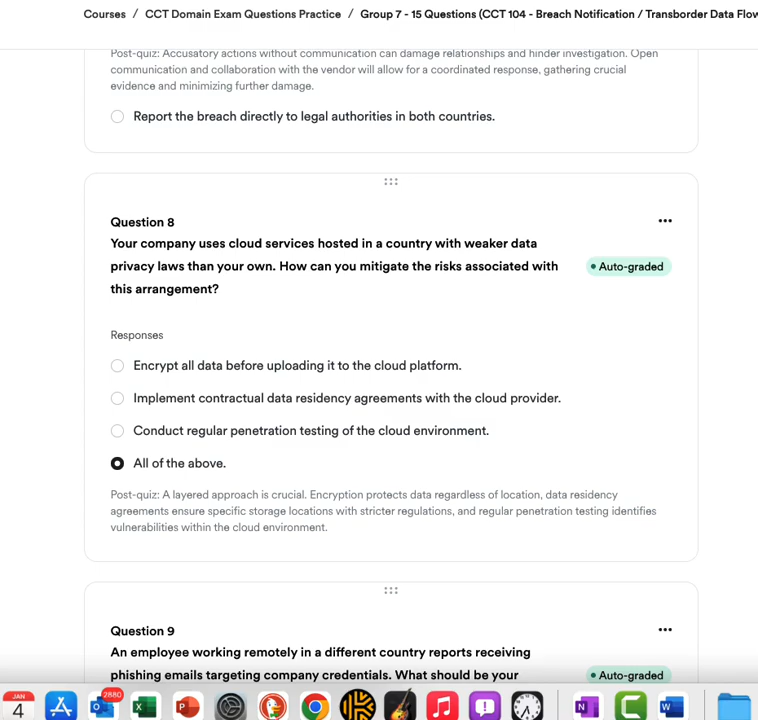 Courses / CCT Domain Exam Questions Practice / Group 7 - 15 Questions (CCT 104 - Breach Notification / Transborder Data Flow
Post-quiz: Accusatory actions without communication can damage relationships and hinder investigation. Open
communication and collaboration with the vendor will allow for a coordinated response, gathering crucial
evidence and minimizing further damage.
Report the breach directly to legal authorities in both countries.
Question 8
Your company uses cloud services hosted in a country with weaker data
privacy laws than your own. How can you mitigate the risks associated with
this arrangement?
Auto-graded
Responses
Encrypt all data before uploading it to the cloud platform.
Implement contractual data residency agreements with the cloud provider.
Conduct regular penetration testing of the cloud environment.
All of the above.
Post-quiz: A layered approach is crucial. Encryption protects data regardless of location, data residency
agreements ensure specific storage locations with stricter regulations, and regular penetration testing identifies
vulnerabilities within the cloud environment.
Question 9
An employee working remotely in a different country reports receiving
phishing emails targeting company credentials. What should be your
Auto-graded
JAN
4
2880